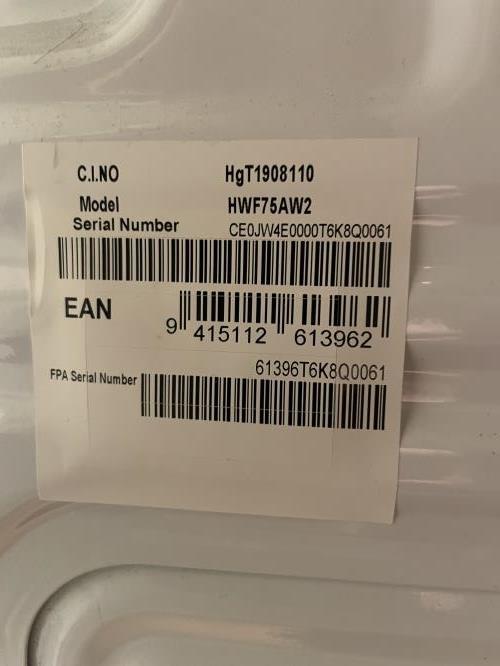 C.I.NO HgT1908110
Model HWF75AW2
Serial Number CE0JW4E0000T6K8Q0061
EAN 9 415112 613962
61396T6K8Q0061
FPA Serial Number